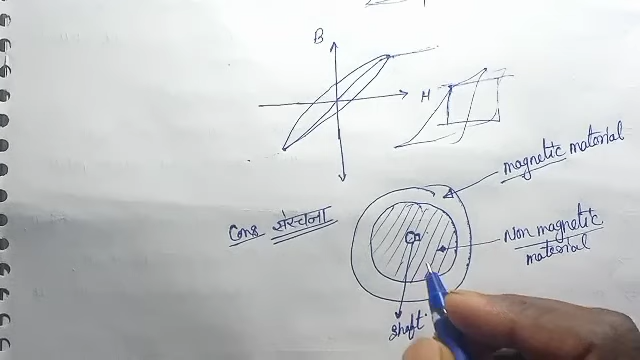 B
H
magnetic material
Cons संरचना
Non magnetic
material
shaft